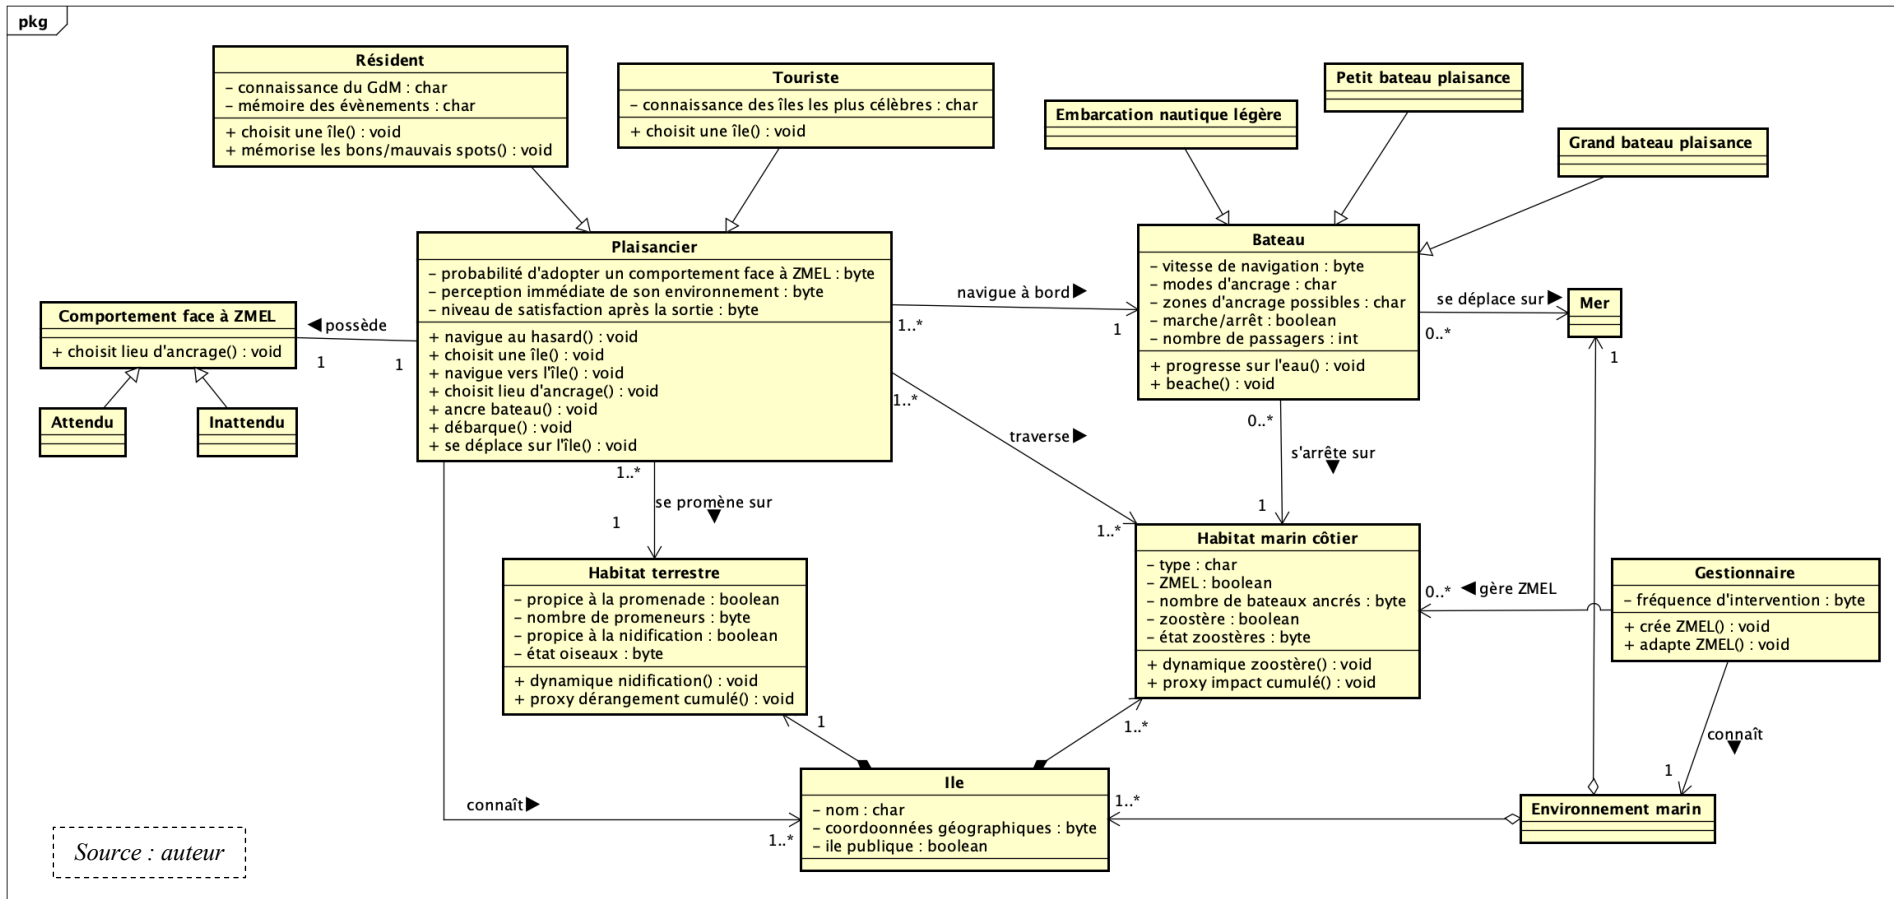 pkg
Résident
– connaissance du GdM : char
– mémoire des évènements : char
+ choisit une île() : void
+ mémorise les bons/mauvais spots() : void
Touriste
– connaissance des îles les plus célèbres : char
+ choisit une île() : void
Embarcation nautique légère
Petit bateau plaisance
Grand bateau plaisance
Plaisancier
– probabilité d'adopter un comportement face à ZMEL : byte
– perception immédiate de son environnement : byte
– niveau de satisfaction après la sortie : byte
+ navigue au hasard() : void
+ choisit une île() : void
+ navigue vers l'île() : void
+ choisit lieu d'ancrage() : void
+ ancre bateau() : void
+ débarque() : void
+ se déplace sur l'île() : void
Bateau
– vitesse de navigation : byte
– modes d'ancrage : char
– zones d'ancrage possibles : char
– marche/arrêt : boolean
– nombre de passagers : int
+ progresse sur l'eau() : void
+ beache() : void
navigue à bord ▶
1..*
1
se déplace sur ▶
0..*
Mer
1
Comportement face à ZMEL
+ choisit lieu d'ancrage() : void
◀ possède
1
1
Attendu
Inattendu
traverse ▶
1..*
1..*
0..*
s'arrête sur
▼
1
1..*
se promène sur
▼
1
Habitat terrestre
– propice à la promenade : boolean
– nombre de promeneurs : byte
– propice à la nidification : boolean
– état oiseaux : byte
+ dynamique nidification() : void
+ proxy dérangement cumulé() : void
Habitat marin côtier
– type : char
– ZMEL : boolean
– nombre de bateaux ancrés : byte
– zoostère : boolean
– état zoostères : byte
+ dynamique zoostère() : void
+ proxy impact cumulé() : void
0..*
◀ gère ZMEL
Gestionnaire
– fréquence d'intervention : byte
+ crée ZMEL() : void
+ adapte ZMEL() : void
connaît
▼
1
1
1..*
Ile
– nom : char
– coordoonnées géographiques : byte
– ile publique : boolean
connaît ▶
1..*
1..*
Environnement marin
Source : auteur